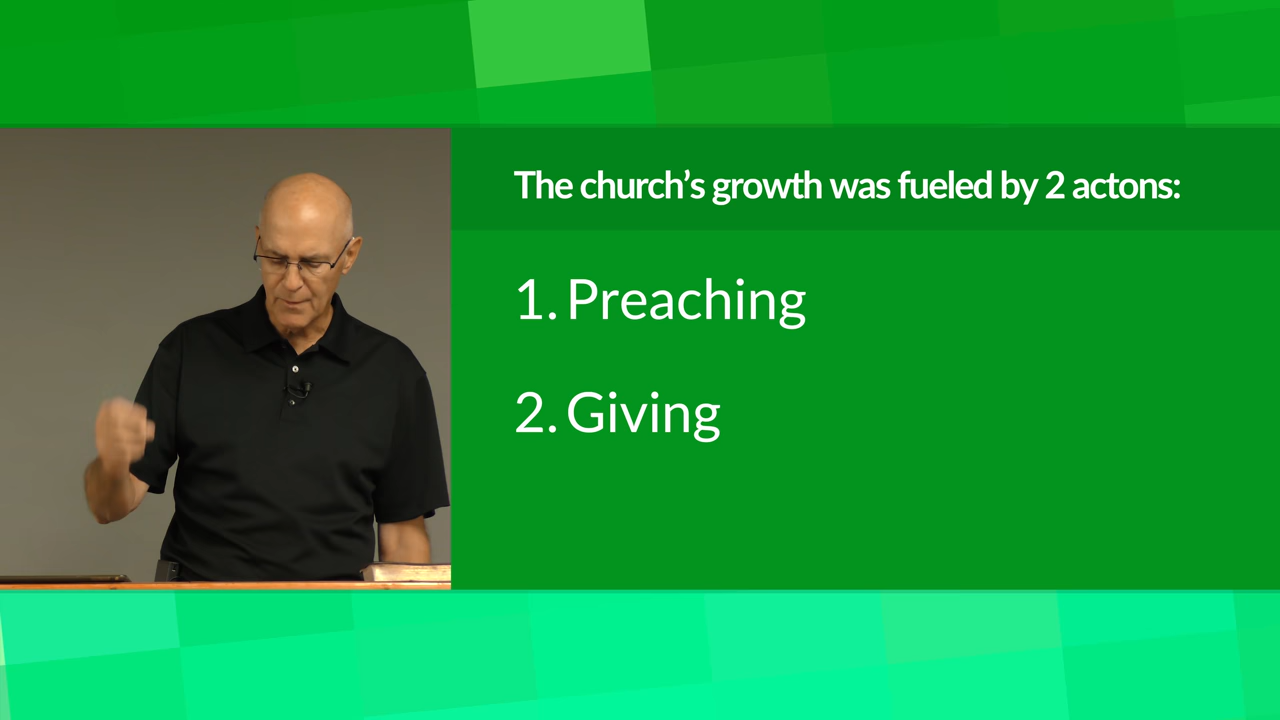 The church’s growth was fueled by 2 actons:
1. Preaching
2. Giving